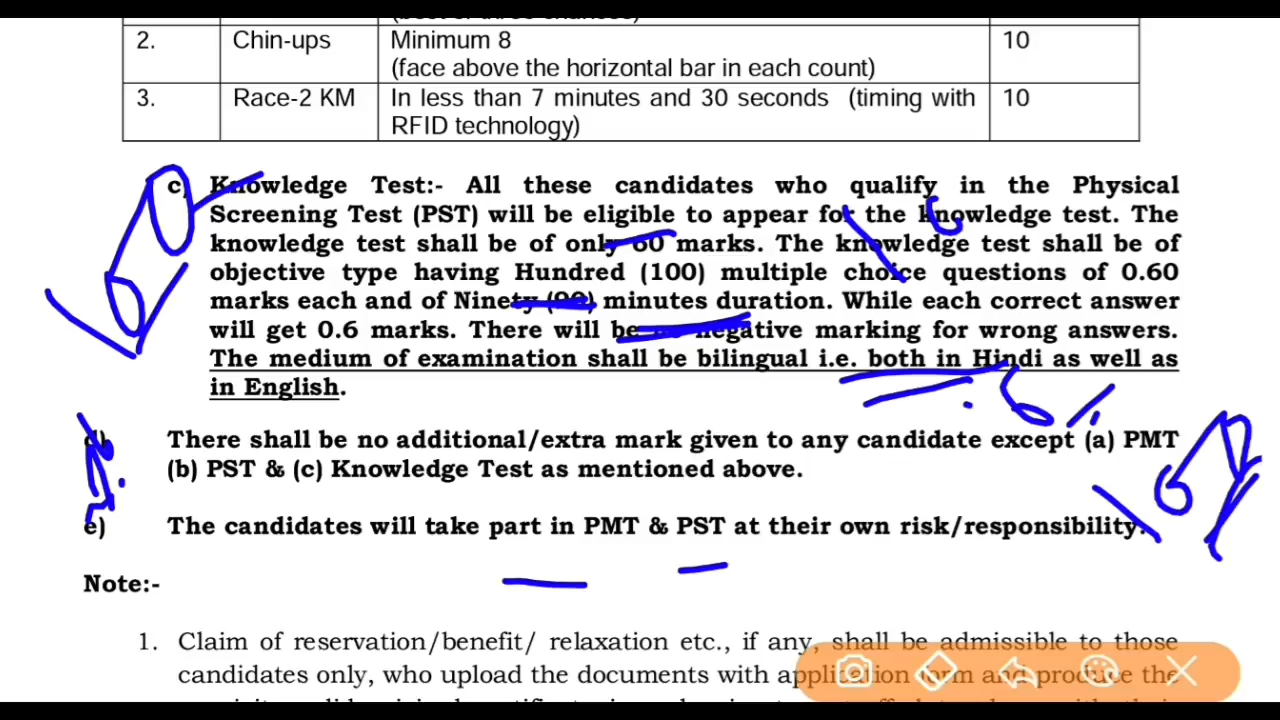 2. Chin-ups Minimum 8 10
(face above the horizontal bar in each count)
3. Race-2 KM In less than 7 minutes and 30 seconds (timing with 10
RFID technology)
c) Knowledge Test:- All these candidates who qualify in the Physical
Screening Test (PST) will be eligible to appear for the knowledge test. The
knowledge test shall be of only 60 marks. The knowledge test shall be of
objective type having Hundred (100) multiple choice questions of 0.60
marks each and of Ninety (90) minutes duration. While each correct answer
will get 0.6 marks. There will be no negative marking for wrong answers.
The medium of examination shall be bilingual i.e. both in Hindi as well as
in English.
d) There shall be no additional/extra mark given to any candidate except (a) PMT
(b) PST & (c) Knowledge Test as mentioned above.
e) The candidates will take part in PMT & PST at their own risk/responsibility.
Note:-
1. Claim of reservation/benefit/ relaxation etc., if any, shall be admissible to those
candidates only, who upload the documents with application form and produce the